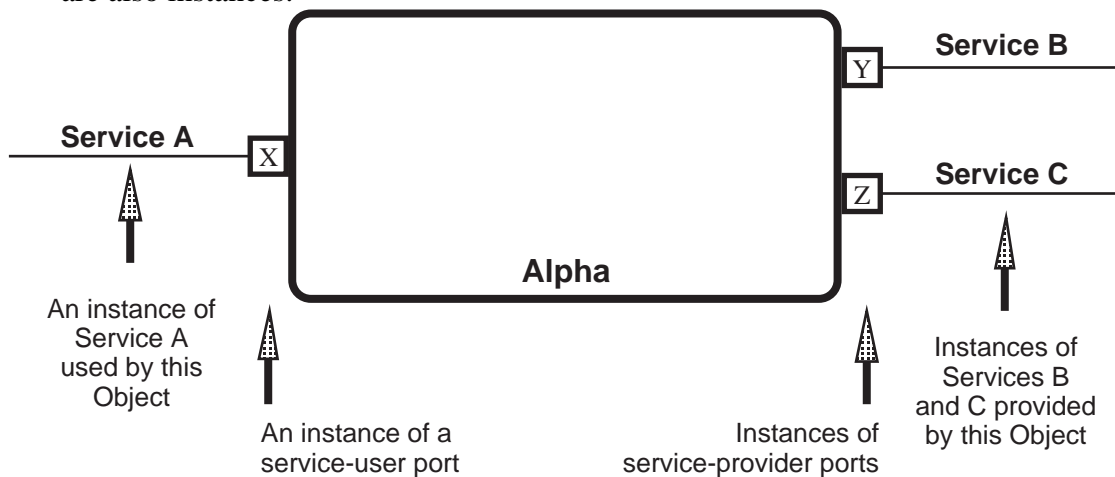 are also instances.
Service B
Y
Service A
X
Service C
Z
Alpha
An instance of
Service A
used by this
Object
Instances of
Services B
and C provided
by this Object
An instance of a
service-user port
Instances of
service-provider ports